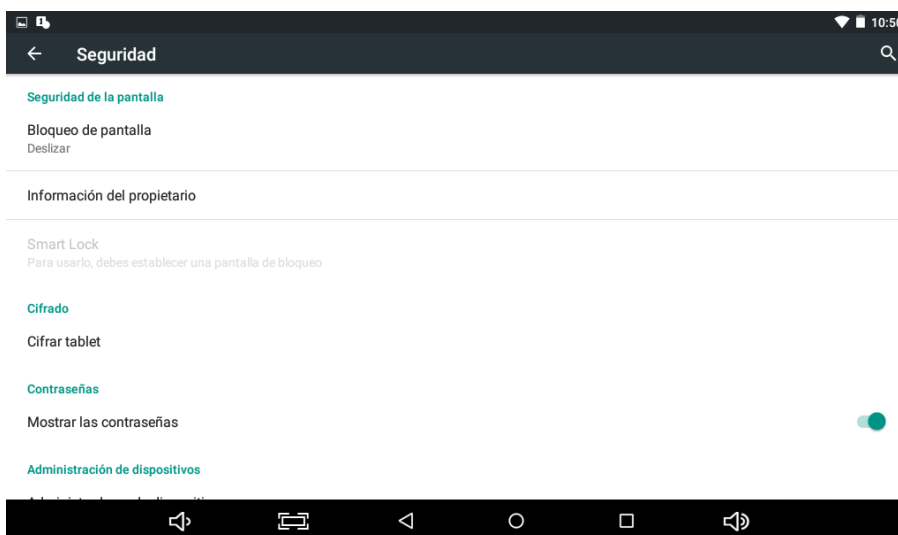 10:50
Seguridad
Seguridad de la pantalla
Bloqueo de pantalla
Deslizar
Información del propietario
Smart Lock
Para usarlo, debes establecer una pantalla de bloqueo
Cifrado
Cifrar tablet
Contraseñas
Mostrar las contraseñas
Administración de dispositivos